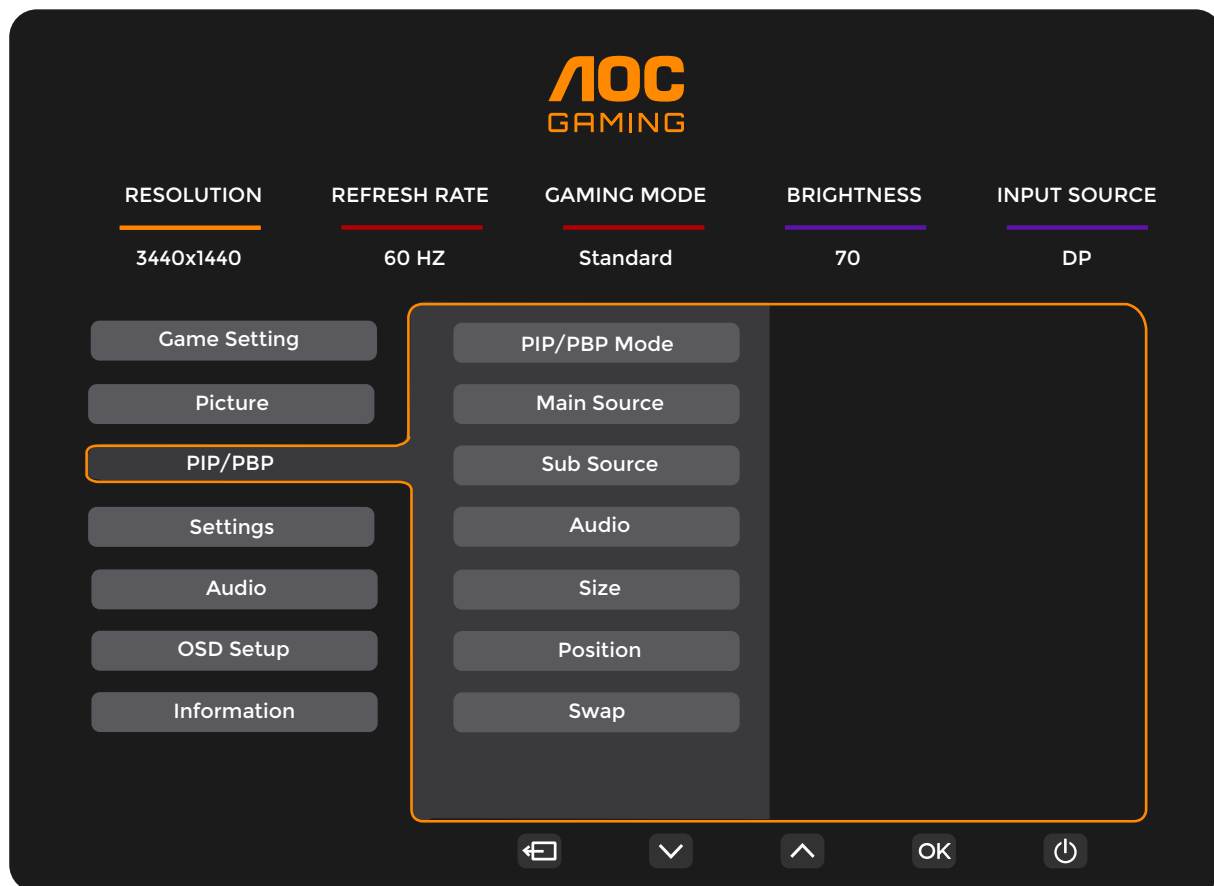 AOC
GAMING
RESOLUTION REFRESH RATE GAMING MODE BRIGHTNESS INPUT SOURCE
3440x1440 60 HZ Standard 70 DP
Game Setting
Picture
PIP/PBP
Settings
Audio
OSD Setup
Information
PIP/PBP Mode
Main Source
Sub Source
Audio
Size
Position
Swap
OK